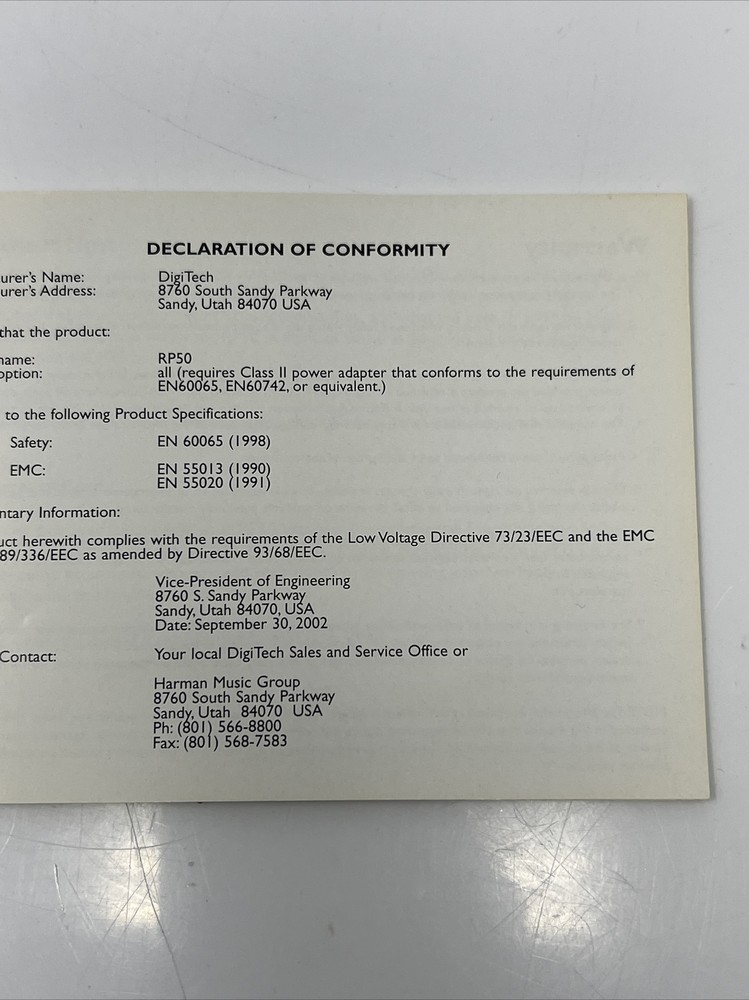 DECLARATION OF CONFORMITY
urer's Name: DigiTech
urer's Address: 8760 South Sandy Parkway
Sandy, Utah 84070 USA
that the product:
name: RP50
option: all (requires Class II power adapter that conforms to the requirements of
EN60065, EN60742, or equivalent.)
to the following Product Specifications:
Safety: EN 60065 (1998)
EMC: EN 55013 (1990)
EN 55020 (1991)
ntary Information:
uct herewith complies with the requirements of the Low Voltage Directive 73/23/EEC and the EMC
89/336/EEC as amended by Directive 93/68/EEC.
Vice-President of Engineering
8760 S. Sandy Parkway
Sandy, Utah 84070, USA
Date: September 30, 2002
Contact: Your local DigiTech Sales and Service Office or
Harman Music Group
8760 South Sandy Parkway
Sandy, Utah 84070 USA
Ph: (801) 566-8800
Fax: (801) 568-7583